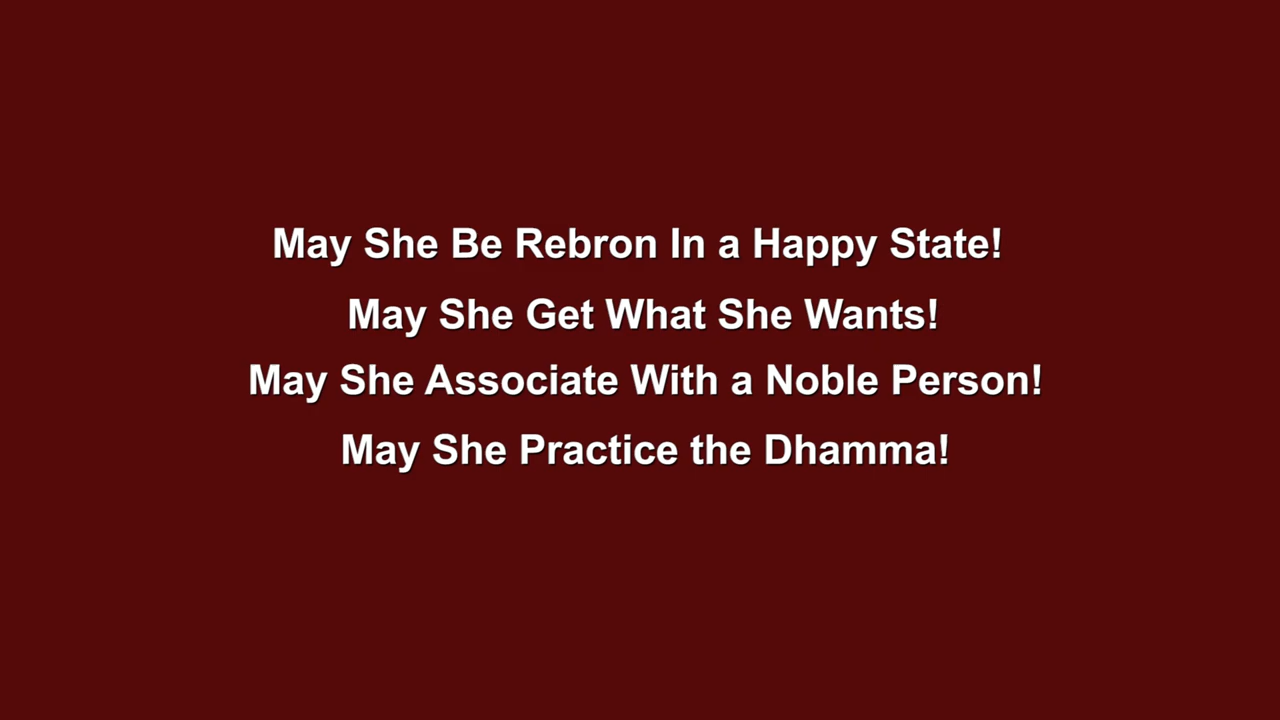 May She Be Rebron In a Happy State!
May She Get What She Wants!
May She Associate With a Noble Person!
May She Practice the Dhamma!